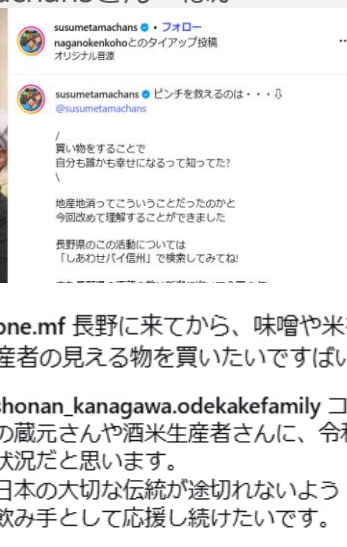 susumetamachans • フォロー
naganokenkohoとのタイアップ投稿
オリジナル音源
susumetamachans ピンチを救えるのは・・・⇩
@susumetamachans
/
買い物をすることで
自分も誰かも幸せになるって知ってた?
\
地産地消ってこういうことだったのかと
今回改めて理解することができました
長野県のこの活動については
「しあわせバイ信州」で検索してみてね!
one.mf 長野に来てから、味噌や米
産者の見える物を買いたいですばい
shonan_kanagawa.odekakefamily コ
の蔵元さんや酒米生産者さんに、令和
状況だと思います。
日本の大切な伝統が途切れないよう
飲み手として応援し続けたいです。